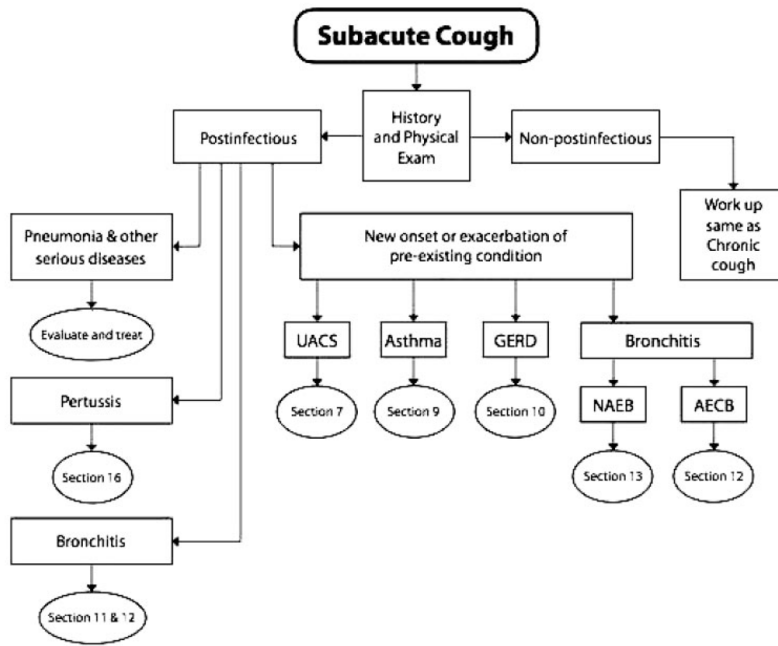 Subacute Cough
History
and Physical
Exam
Postinfectious
Non-postinfectious
Work up
same as
Chronic
cough
Pneumonia & other
serious diseases
New onset or exacerbation of
pre-existing condition
Evaluate and treat
UACS
Asthma
GERD
Bronchitis
Section 7
Section 9
Section 10
NAEB
AECB
Section 13
Section 12
Pertussis
Section 16
Bronchitis
Section 11 & 12